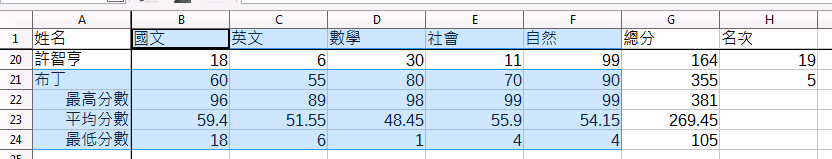 A B C D E F G H
1 姓名 國文 英文 數學 社會 自然 總分 名次
20 許智亨 18 6 30 11 99 164 19
21 布丁 60 55 80 70 90 355 5
22 最高分數 96 89 98 99 99 381
23 平均分數 59.4 51.55 48.45 55.9 54.15 269.45
24 最低分數 18 6 1 4 4 105